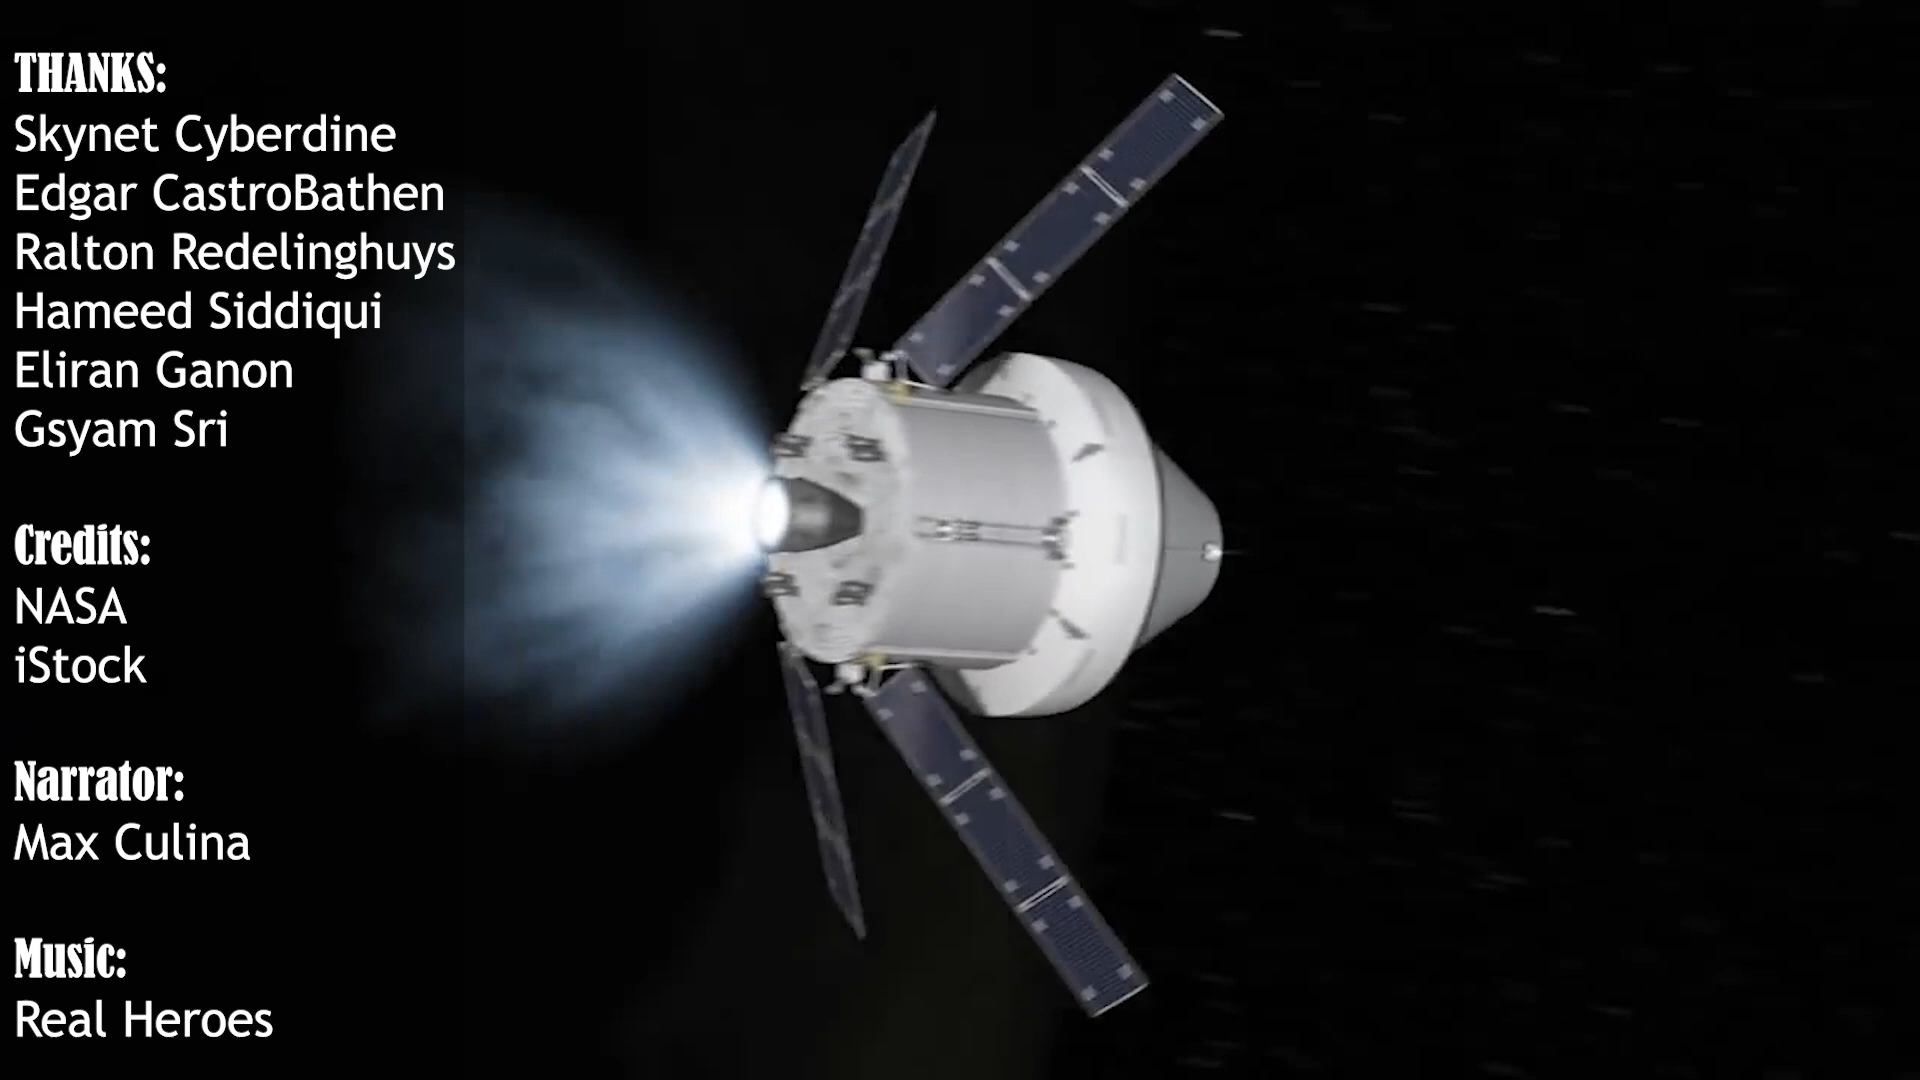 THANKS:
Skynet Cyberdine
Edgar CastroBathen
Ralton Redelinghuys
Hameed Siddiqui
Eliran Ganon
Gsyam Sri
Credits:
NASA
iStock
Narrator:
Max Culina
Music:
Real Heroes